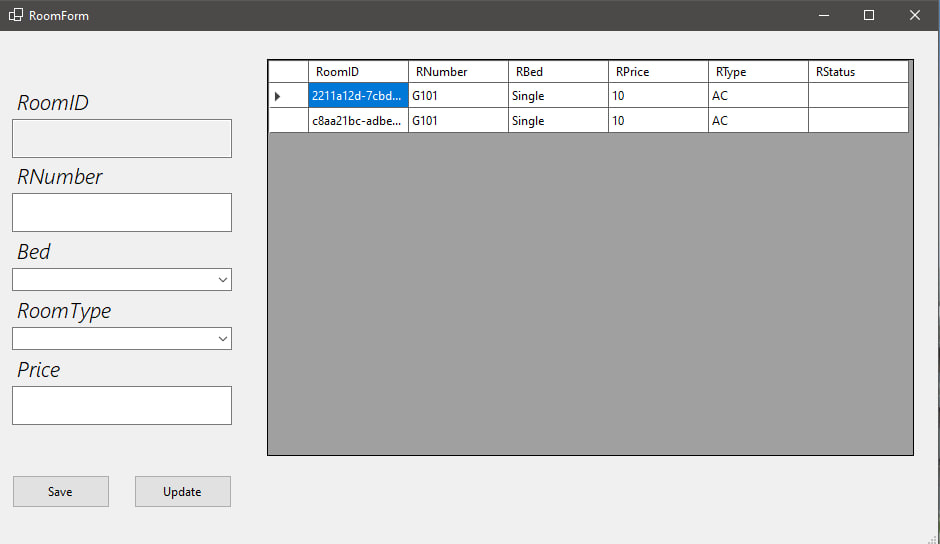 RoomForm
RoomID
RNumber
Bed
RoomType
Price
Save Update
RoomID RNumber RBed RPrice RType RStatus
2211a12d-7cbd... G101 Single 10 AC
c8aa21bc-adbe... G101 Single 10 AC